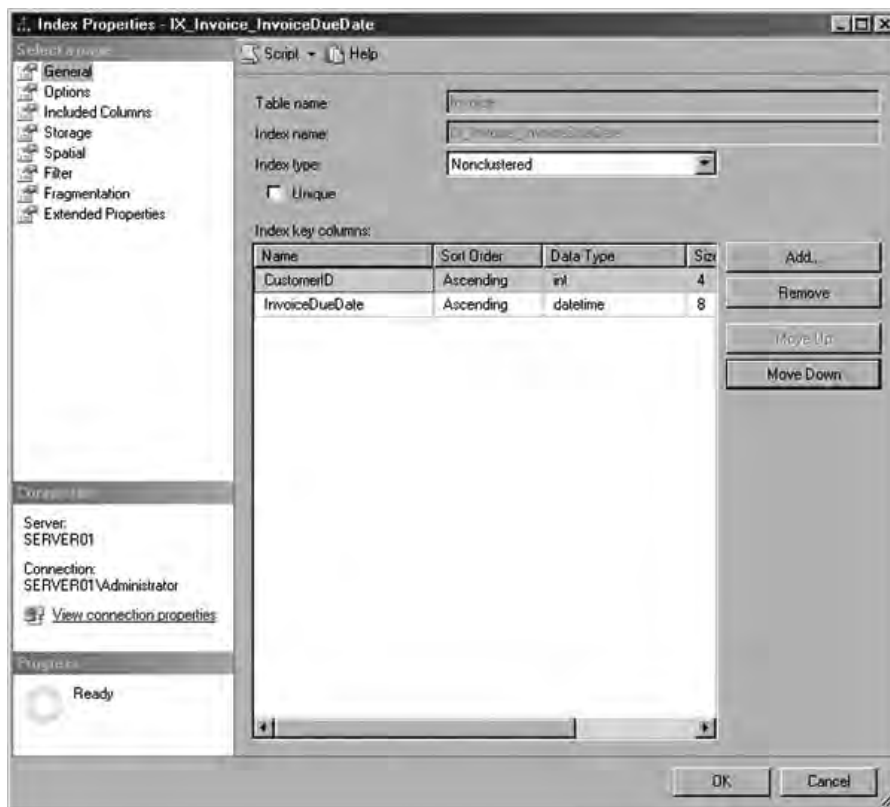 Index Properties - IX_Invoice_InvoiceDueDate
Select a page
Script Help
General
Options
Included Columns
Storage
Spatial
Filter
Fragmentation
Extended Properties
Table name: Invoice
Index name: IX_Invoice_InvoiceDueDate
Index type: Nonclustered
Unique
Index key columns:
Name Sort Order Data Type Size
CustomerID Ascending int 4
InvoiceDueDate Ascending datetime 8
Add...
Remove
Move Up
Move Down
Connection
Server:
SERVER01
Connection:
SERVER01\Administrator
View connection properties
Progress
Ready
OK Cancel